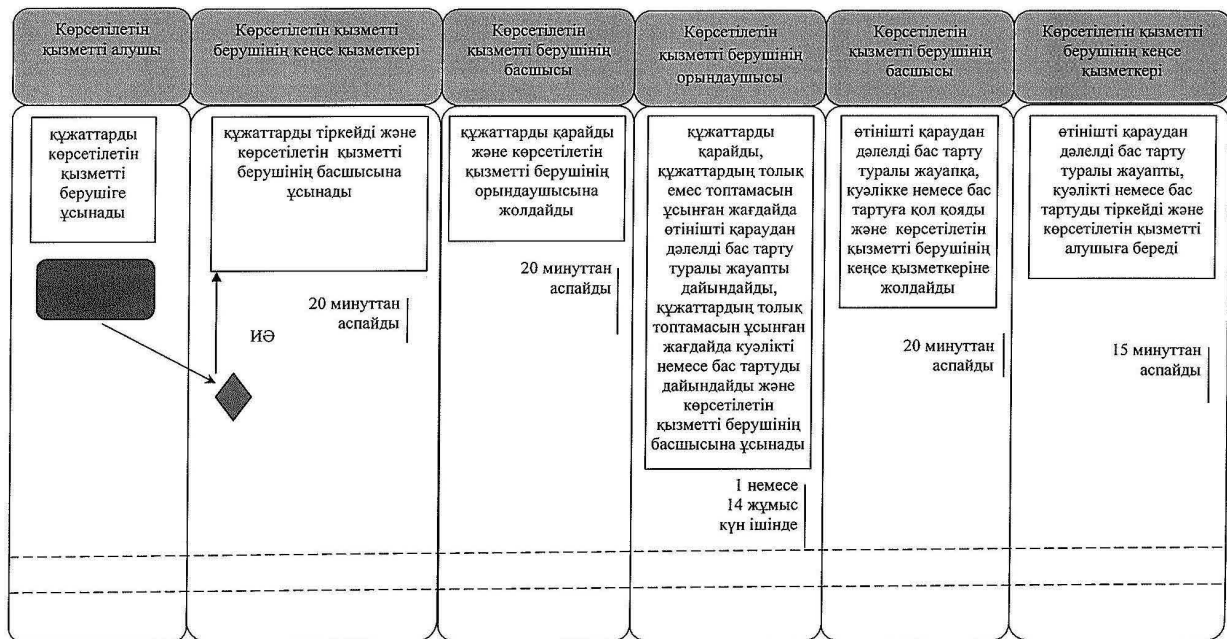 Көрсетілетін
қызметті алушы
Көрсетілетін қызметті
берушінің кеңсе қызметкері
Көрсетілетін
қызметті берушінің
басшысы
Көрсетілетін
қызметті берушінің
орындаушысы
Көрсетілетін
қызметті берушінің
басшысы
Көрсетілетін қызметті
берушінің кеңсе
қызметкері
құжаттарды
көрсетілетін
қызметті
берушіге
ұсынады
құжаттарды тіркейді және
көрсетілетін қызметті
берушінің басшысына
ұсынады
20 минуттан
аспайды
ИӘ
құжаттарды қарайды
және көрсетілетін
қызметті берушінің
орындаушысына
жолдайды
20 минуттан
аспайды
құжаттарды
қарайды,
құжаттардың толық
емес топтамасын
ұсынған жағдайда
өтінішті қараудан
дәлелді бас тарту
туралы жауапты
дайындайды,
құжаттардың толық
топтамасын ұсынған
жағдайда куәлікті
немесе бас тартуды
дайындайды және
көрсетілетін
қызметті берушінің
басшысына ұсынады
1 немесе
14 жұмыс
күн ішінде
өтінішті қараудан
дәлелді бас тарту
туралы жауапқа,
куәлікке немесе бас
тартуға қол қояды
және көрсетілетін
қызметті берушінің
кеңсе қызметкеріне
жолдайды
20 минуттан
аспайды
өтінішті қараудан
дәлелді бас тарту
туралы жауапты,
куәлікті немесе бас
тартуды тіркейді және
көрсетілетін қызметті
алушыға береді
15 минуттан
аспайды